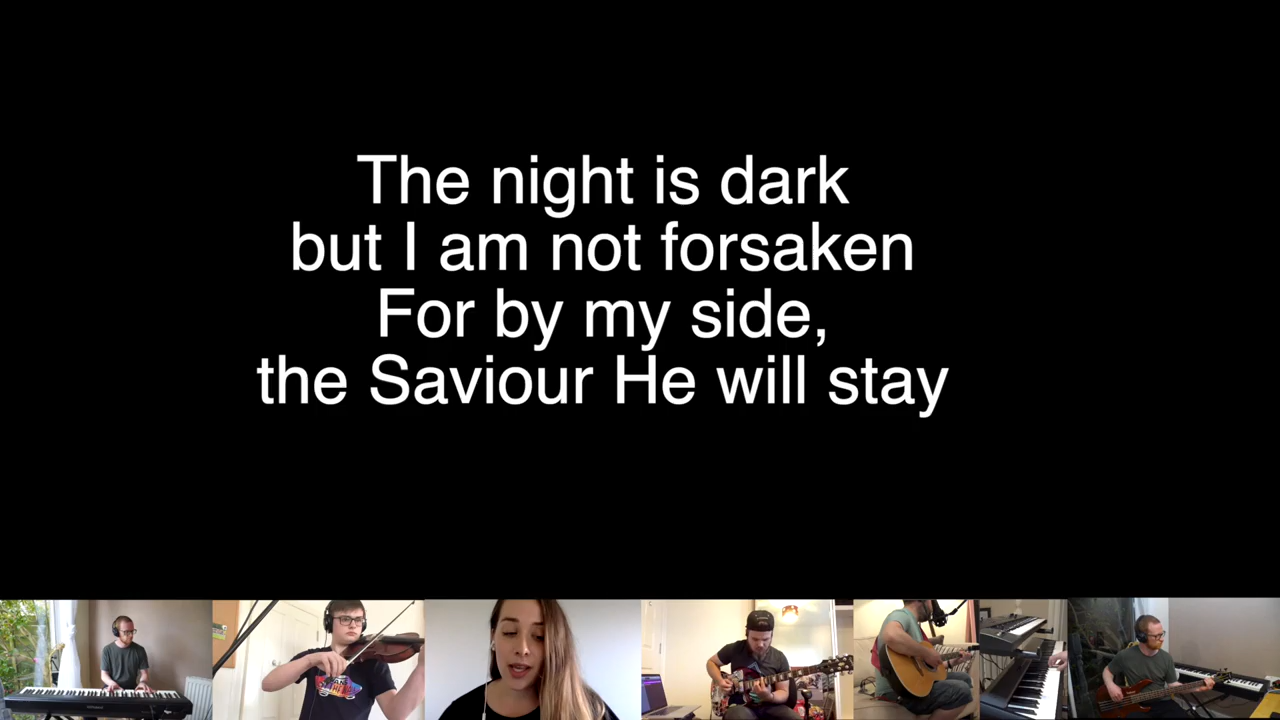 The night is dark
but I am not forsaken
For by my side,
the Saviour He will stay